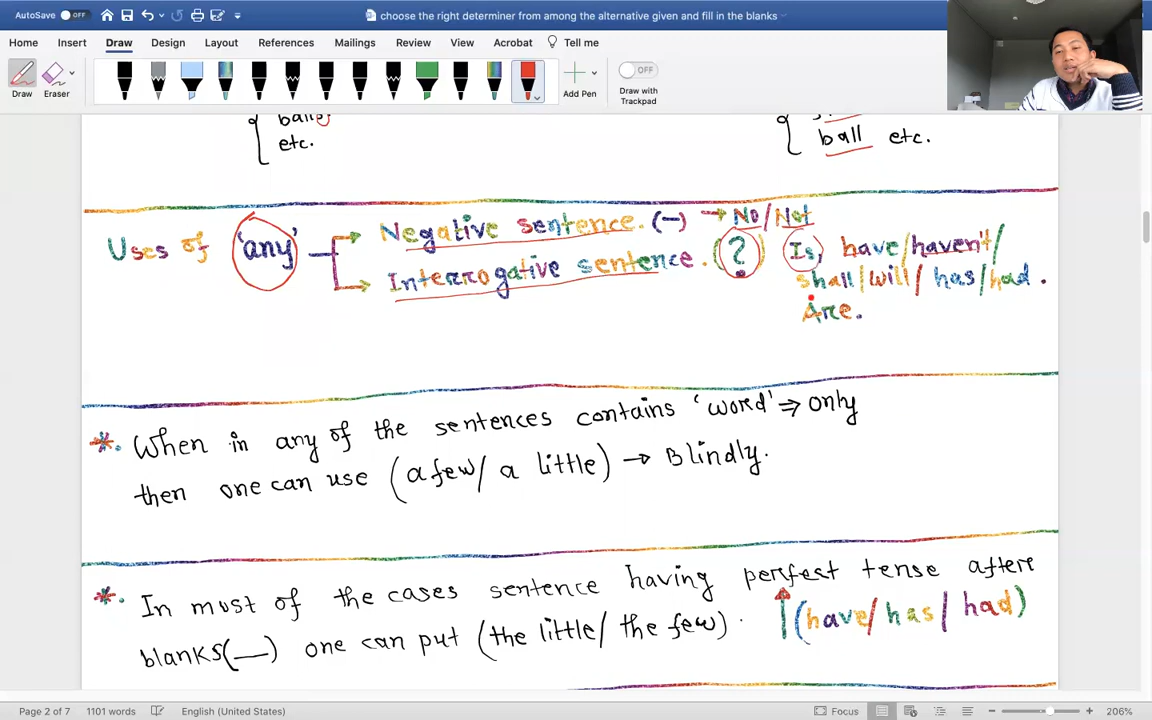 AutoSave OFF
choose the right determiner from among the alternative given and fill in the blanks
Home Insert Draw Design Layout References Mailings Review View Acrobat Tell me
Draw Eraser Add Pen Draw with Trackpad OFF
balls
etc.
ball etc.
Uses of 'any'
Negative sentence. (-) → No/Not
Interrogative sentence. (?)
Is, have/haven't/
shall/will/ has/had.
Are.
*. When in any of the sentences contains 'word' ⇒ only
then one can use (a few/ a little) → Blindly.
*. In most of the cases sentence having perfect tense aftere
blanks(__) one can put (the little/ the few). (have/has/had)
Page 2 of 7 1101 words English (United States) Focus 206%